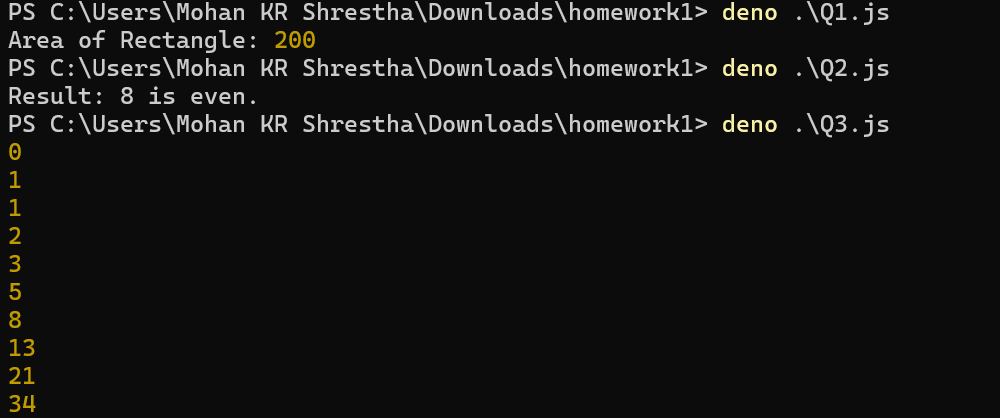 PS C:\Users\Mohan KR Shrestha\Downloads\homework1> deno .\Q1.js
Area of Rectangle: 200
PS C:\Users\Mohan KR Shrestha\Downloads\homework1> deno .\Q2.js
Result: 8 is even.
PS C:\Users\Mohan KR Shrestha\Downloads\homework1> deno .\Q3.js
0
1
1
2
3
5
8
13
21
34